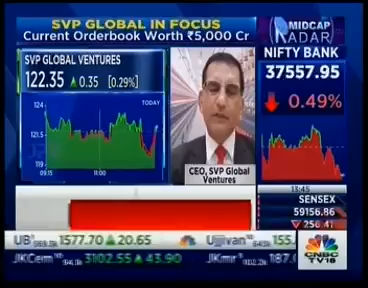 SVP GLOBAL IN FOCUS
Current Orderbook Worth ₹5,000 Cr
MIDCAP
RADAR
SVP GLOBAL VENTURES
122.35 ▲ 0.35 [0.29%]
NIFTY BANK
37557.95
0.49%
TODAY
124
121.5
119
09.15
11:00
CEO, SVP Global
Ventures
13:45
SENSEX
59156.86
256.41
UB 1577.70 ▲ 20.65
Ujjivan 155.
JKCem 3102.55 ▲ 43.90
JKmr 187.
CNBC
TV18